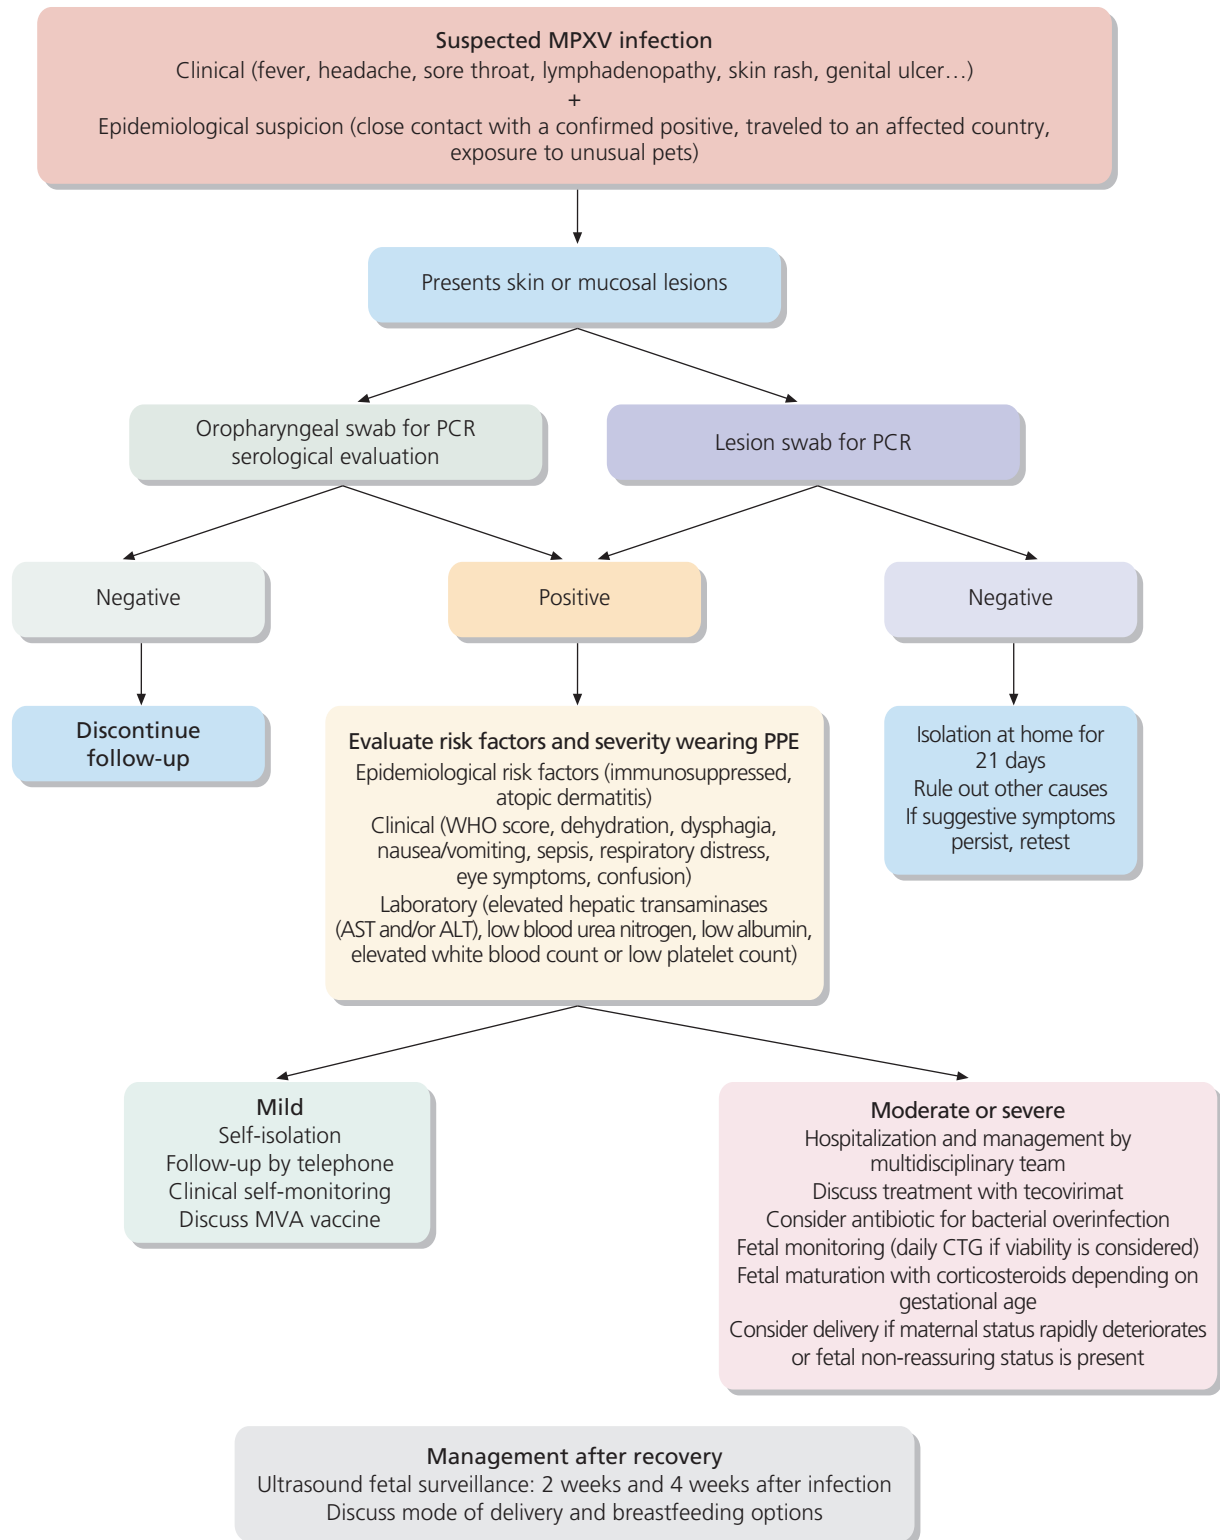 Suspected MPXV infection
Clinical (fever, headache, sore throat, lymphadenopathy, skin rash, genital ulcer…)
+
Epidemiological suspicion (close contact with a confirmed positive, traveled to an affected country,
exposure to unusual pets)
Presents skin or mucosal lesions
Oropharyngeal swab for PCR
serological evaluation
Lesion swab for PCR
Negative
Positive
Negative
Discontinue
follow-up
Evaluate risk factors and severity wearing PPE
Epidemiological risk factors (immunosuppressed,
atopic dermatitis)
Clinical (WHO score, dehydration, dysphagia,
nausea/vomiting, sepsis, respiratory distress,
eye symptoms, confusion)
Laboratory (elevated hepatic transaminases
(AST and/or ALT), low blood urea nitrogen, low albumin,
elevated white blood count or low platelet count)
Isolation at home for
21 days
Rule out other causes
If suggestive symptoms
persist, retest
Mild
Self-isolation
Follow-up by telephone
Clinical self-monitoring
Discuss MVA vaccine
Moderate or severe
Hospitalization and management by
multidisciplinary team
Discuss treatment with tecovirimat
Consider antibiotic for bacterial overinfection
Fetal monitoring (daily CTG if viability is considered)
Fetal maturation with corticosteroids depending on
gestational age
Consider delivery if maternal status rapidly deteriorates
or fetal non-reassuring status is present
Management after recovery
Ultrasound fetal surveillance: 2 weeks and 4 weeks after infection
Discuss mode of delivery and breastfeeding options